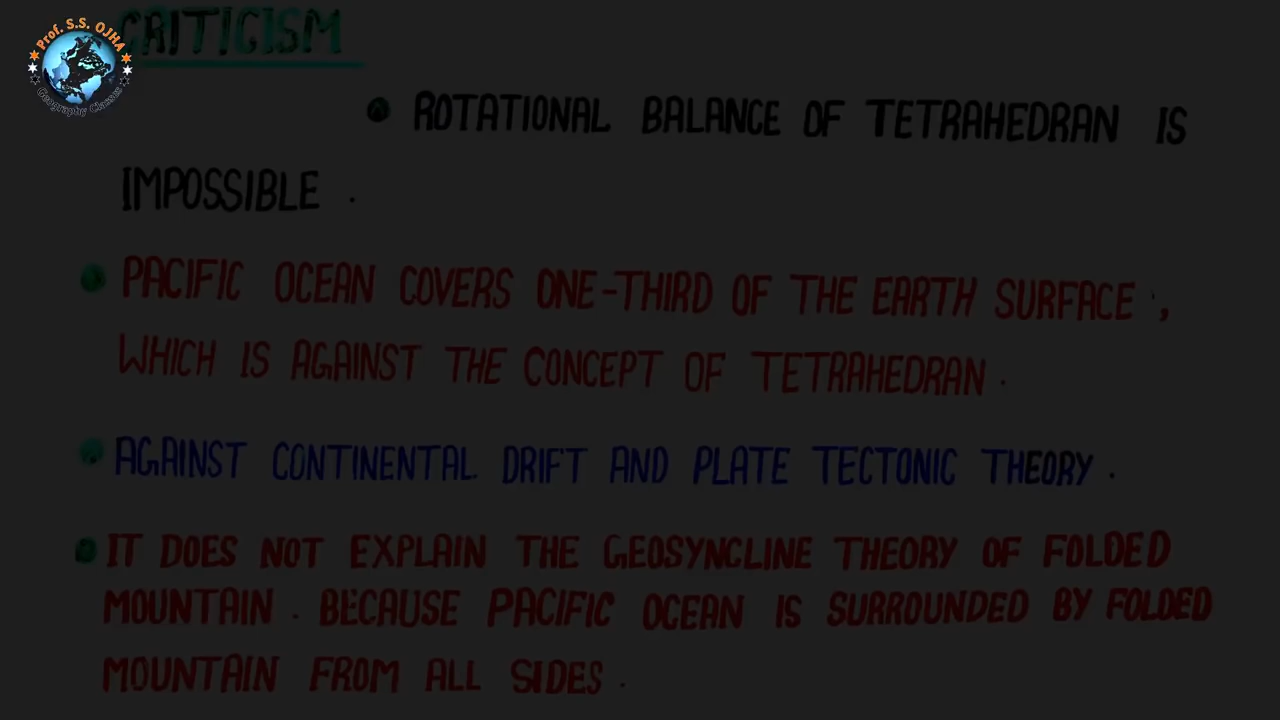 Prof. S.S. OJHA
Geography Classes
CRITICISM
ROTATIONAL BALANCE OF TETRAHEDRAN IS
IMPOSSIBLE .
PACIFIC OCEAN COVERS ONE-THIRD OF THE EARTH SURFACE ,
WHICH IS AGAINST THE CONCEPT OF TETRAHEDRAN .
AGAINST CONTINENTAL DRIFT AND PLATE TECTONIC THEORY .
IT DOES NOT EXPLAIN THE GEOSYNCLINE THEORY OF FOLDED
MOUNTAIN . BECAUSE PACIFIC OCEAN IS SURROUNDED BY FOLDED
MOUNTAIN FROM ALL SIDES .